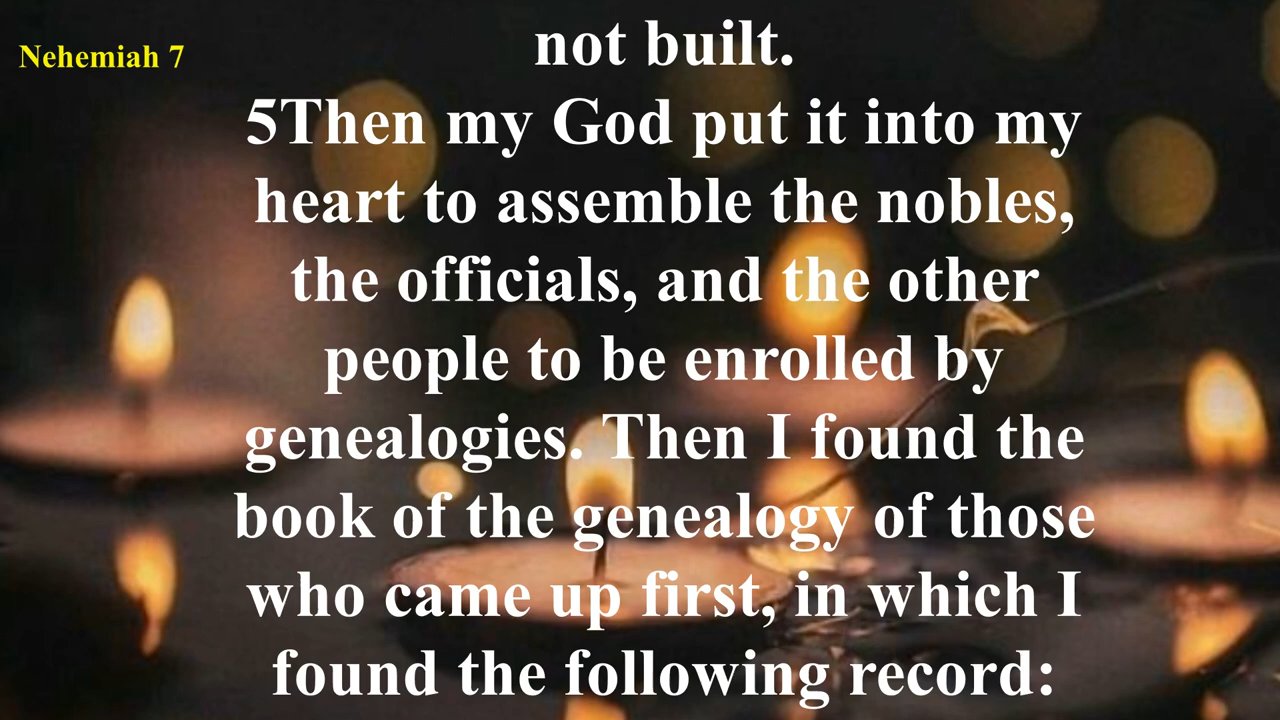 Nehemiah 7
not built.
5Then my God put it into my
heart to assemble the nobles,
the officials, and the other
people to be enrolled by
genealogies. Then I found the
book of the genealogy of those
who came up first, in which I
found the following record: